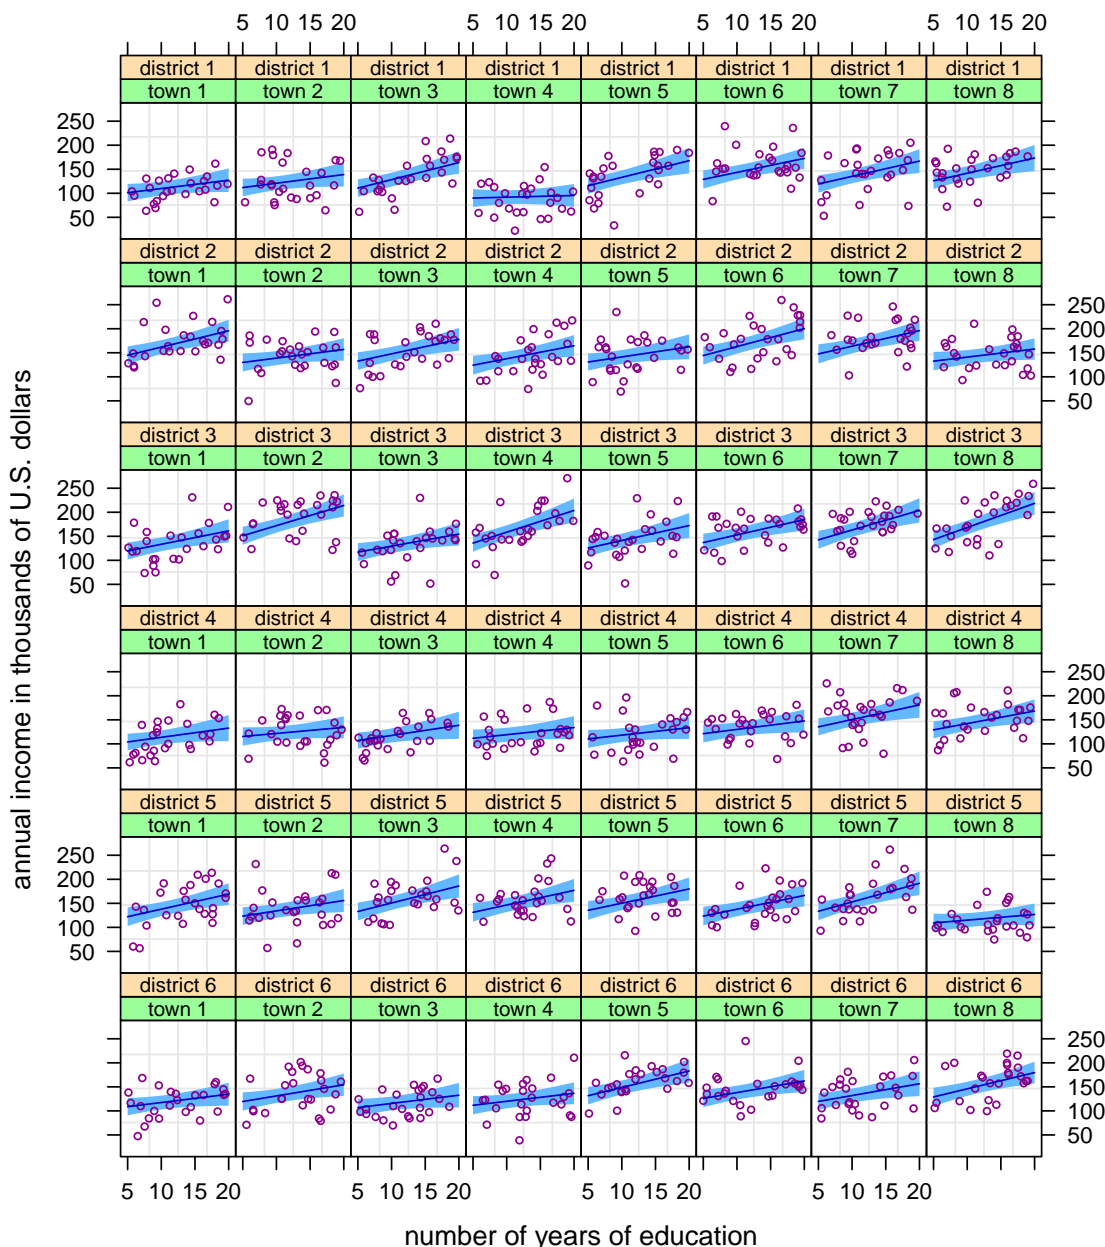 5 10 15 20 5 10 15 20 5 10 15 20 5 10 15 20
district 1 district 1 district 1 district 1 district 1 district 1 district 1 district 1
town 1 town 2 town 3 town 4 town 5 town 6 town 7 town 8
250
200
150
100
50
district 2 district 2 district 2 district 2 district 2 district 2 district 2 district 2
town 1 town 2 town 3 town 4 town 5 town 6 town 7 town 8
250
200
150
100
50
district 3 district 3 district 3 district 3 district 3 district 3 district 3 district 3
town 1 town 2 town 3 town 4 town 5 town 6 town 7 town 8
250
200
150
100
50
district 4 district 4 district 4 district 4 district 4 district 4 district 4 district 4
town 1 town 2 town 3 town 4 town 5 town 6 town 7 town 8
250
200
150
100
50
district 5 district 5 district 5 district 5 district 5 district 5 district 5 district 5
town 1 town 2 town 3 town 4 town 5 town 6 town 7 town 8
250
200
150
100
50
district 6 district 6 district 6 district 6 district 6 district 6 district 6 district 6
town 1 town 2 town 3 town 4 town 5 town 6 town 7 town 8
250
200
150
100
50
5 10 15 20 5 10 15 20 5 10 15 20 5 10 15 20
number of years of education
annual income in thousands of U.S. dollars